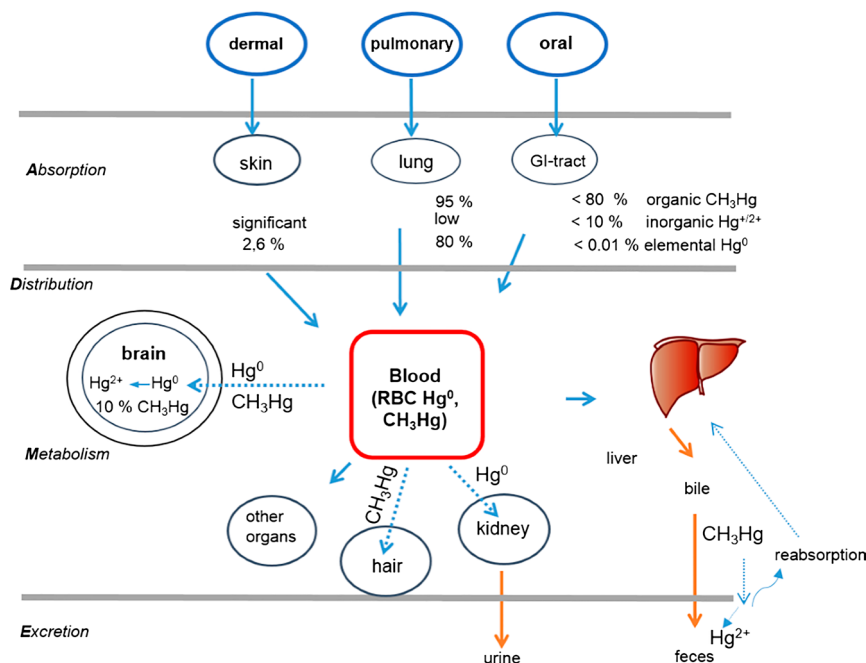 dermal
pulmonary
oral
Absorption
skin
lung
GI-tract
significant
2,6 %
95 %
low
80 %
< 80 % organic CH₃Hg
< 10 % inorganic Hg⁺/²⁺
< 0.01 % elemental Hg⁰
Distribution
brain
Hg²⁺ Hg⁰
10 % CH₃Hg
Hg⁰
CH₃Hg
Blood
(RBC Hg⁰,
CH₃Hg)
Metabolism
liver
bile
CH₃Hg
Hg⁰
other
organs
hair
kidney
CH₃Hg
reabsorption
Excretion
urine
feces
Hg²⁺